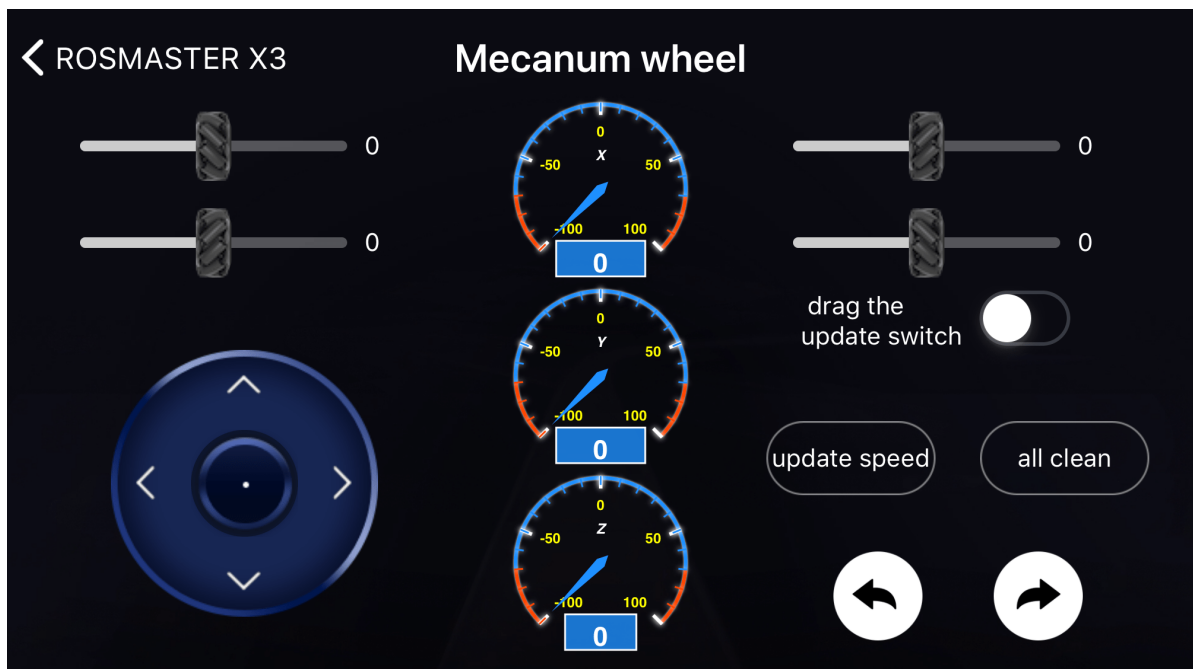 ROSMASTER X3
Mecanum wheel
0
0
0
0
0
X
-50
50
-100
100
0
0
Y
-50
50
-100
100
0
0
Z
-50
50
-100
100
0
drag the
update switch
update speed
all clean